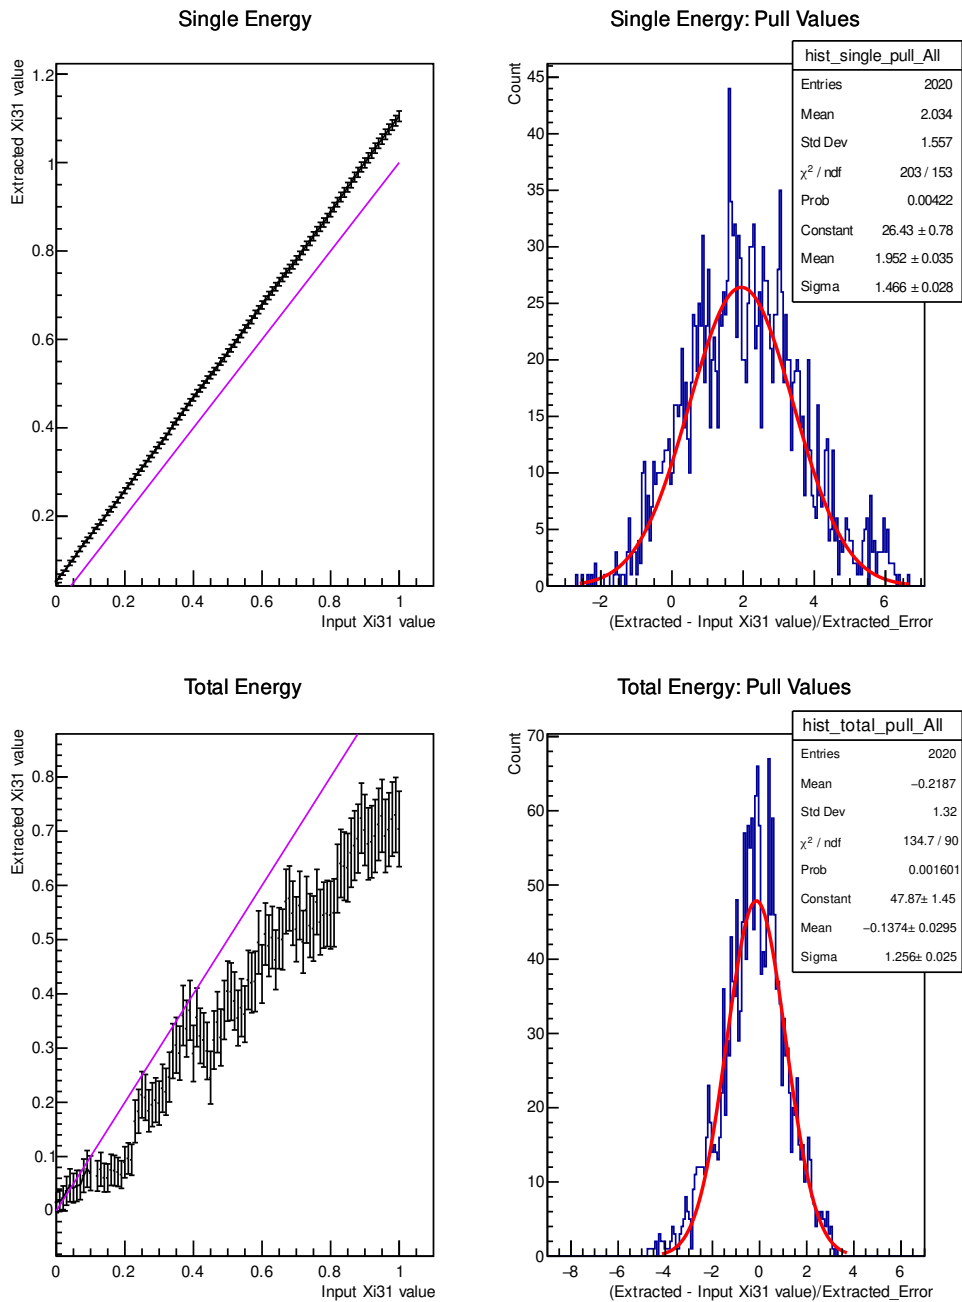 Single Energy
Extracted Xi31 value
1.2
1
0.8
0.6
0.4
0.2
0 0.2 0.4 0.6 0.8 1
Input Xi31 value
Single Energy: Pull Values
Count
45
40
35
30
25
20
15
10
5
0
−2 0 2 4 6
(Extracted - Input Xi31 value)/Extracted_Error
hist_single_pull_All
Entries 2020
Mean 2.034
Std Dev 1.557
χ² / ndf 203 / 153
Prob 0.00422
Constant 26.43 ± 0.78
Mean 1.952 ± 0.035
Sigma 1.466 ± 0.028
Total Energy
Extracted Xi31 value
0.8
0.7
0.6
0.5
0.4
0.3
0.2
0.1
0
0 0.2 0.4 0.6 0.8 1
Input Xi31 value
Total Energy: Pull Values
Count
70
60
50
40
30
20
10
0
−8 −6 −4 −2 0 2 4 6
(Extracted - Input Xi31 value)/Extracted_Error
hist_total_pull_All
Entries 2020
Mean −0.2187
Std Dev 1.32
χ² / ndf 134.7 / 90
Prob 0.001601
Constant 47.87± 1.45
Mean −0.1374± 0.0295
Sigma 1.256± 0.025